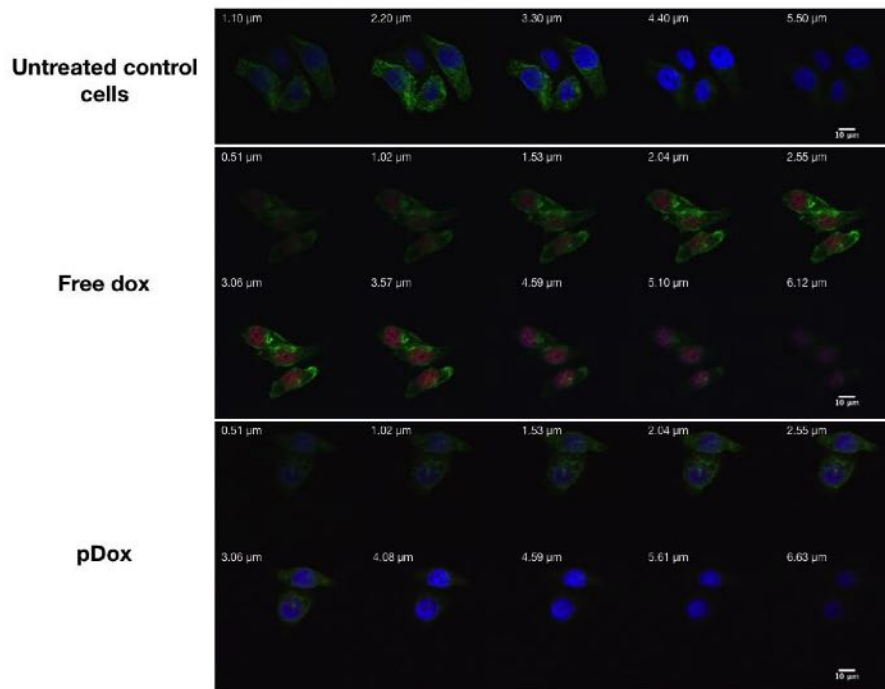 1.10 µm 2.20 µm 3.30 µm 4.40 µm 5.50 µm
Untreated control
cells
10 µm
0.51 µm 1.02 µm 1.53 µm 2.04 µm 2.55 µm
Free dox
3.06 µm 3.57 µm 4.59 µm 5.10 µm 6.12 µm
10 µm
0.51 µm 1.02 µm 1.53 µm 2.04 µm 2.55 µm
pDox
3.06 µm 4.08 µm 4.59 µm 5.61 µm 6.63 µm
10 µm